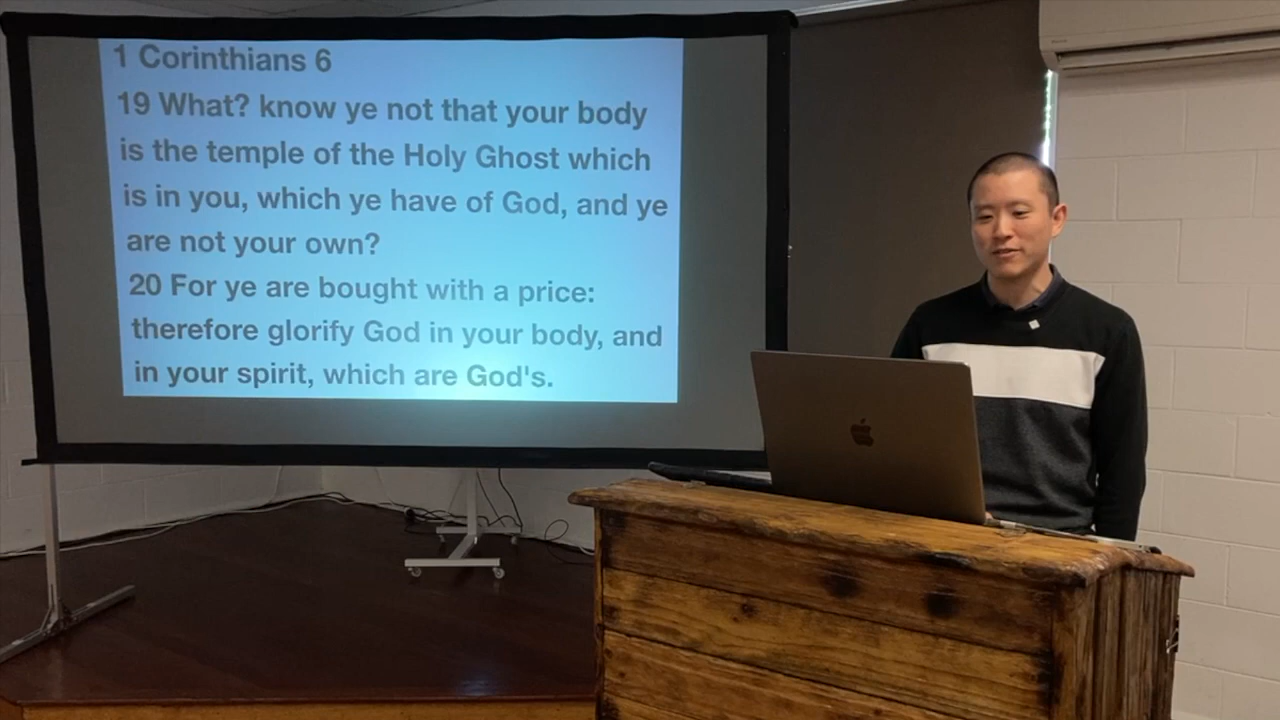 1 Corinthians 6
19 What? know ye not that your body
is the temple of the Holy Ghost which
is in you, which ye have of God, and ye
are not your own?
20 For ye are bought with a price:
therefore glorify God in your body, and
in your spirit, which are God's.